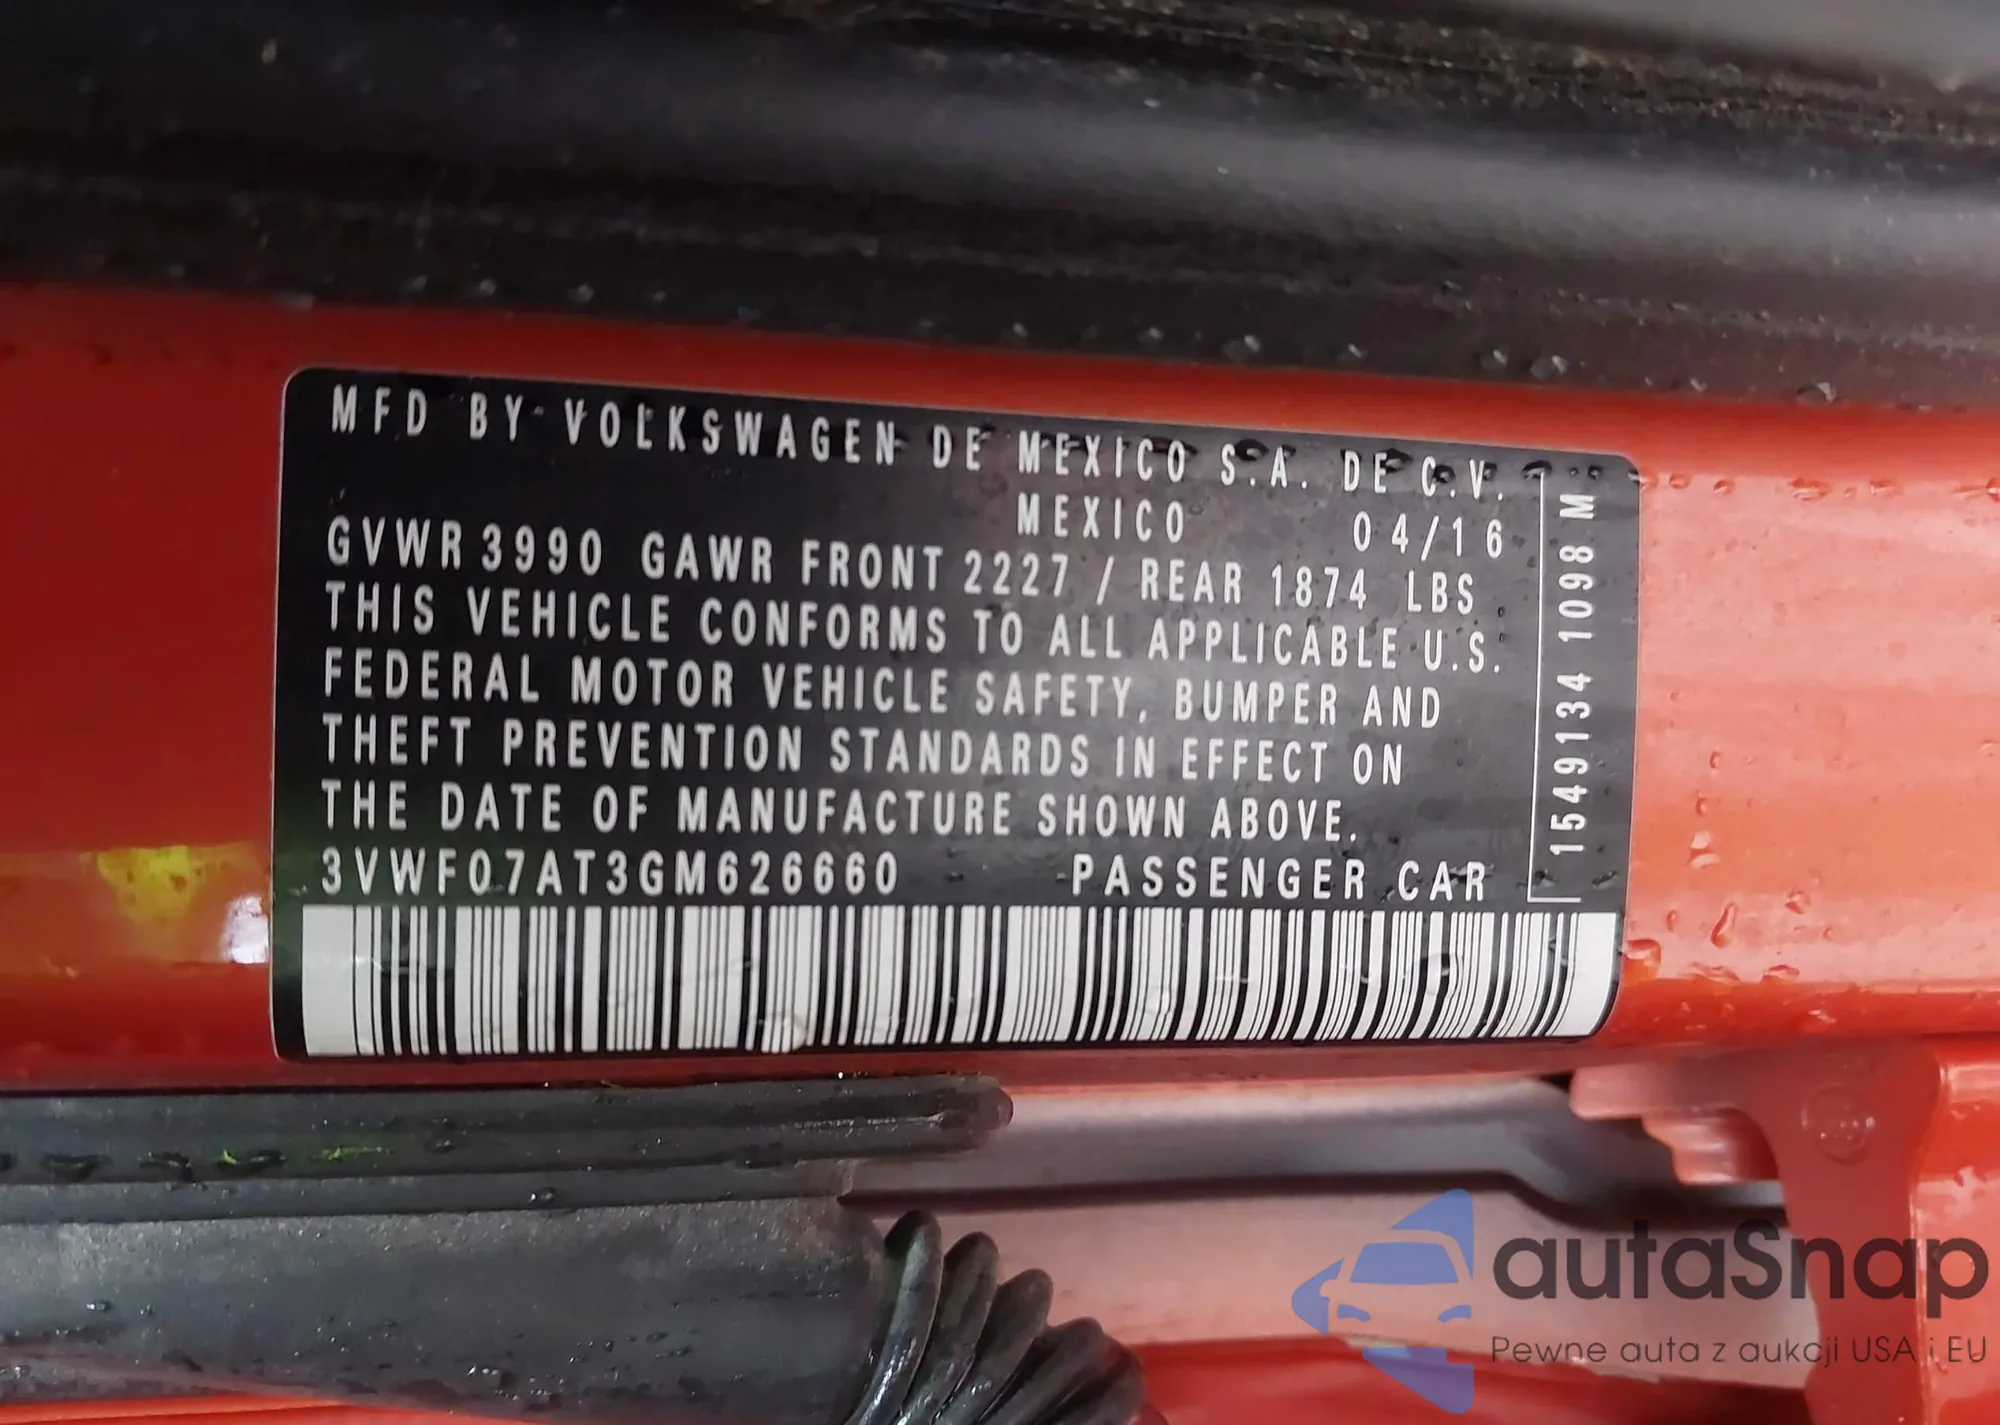 MFD BY VOLKSWAGEN DE MEXICO S.A. DE C.V.
MEXICO 04/16
GVWR 3990 GAWR FRONT 2227 / REAR 1874 LBS
THIS VEHICLE CONFORMS TO ALL APPLICABLE U.S.
FEDERAL MOTOR VEHICLE SAFETY, BUMPER AND
THEFT PREVENTION STANDARDS IN EFFECT ON
THE DATE OF MANUFACTURE SHOWN ABOVE.
3VWF07AT3GM626660 PASSENGER CAR
1549134 1098 M
autaSnap
Pewne auta z aukcji USA i EU